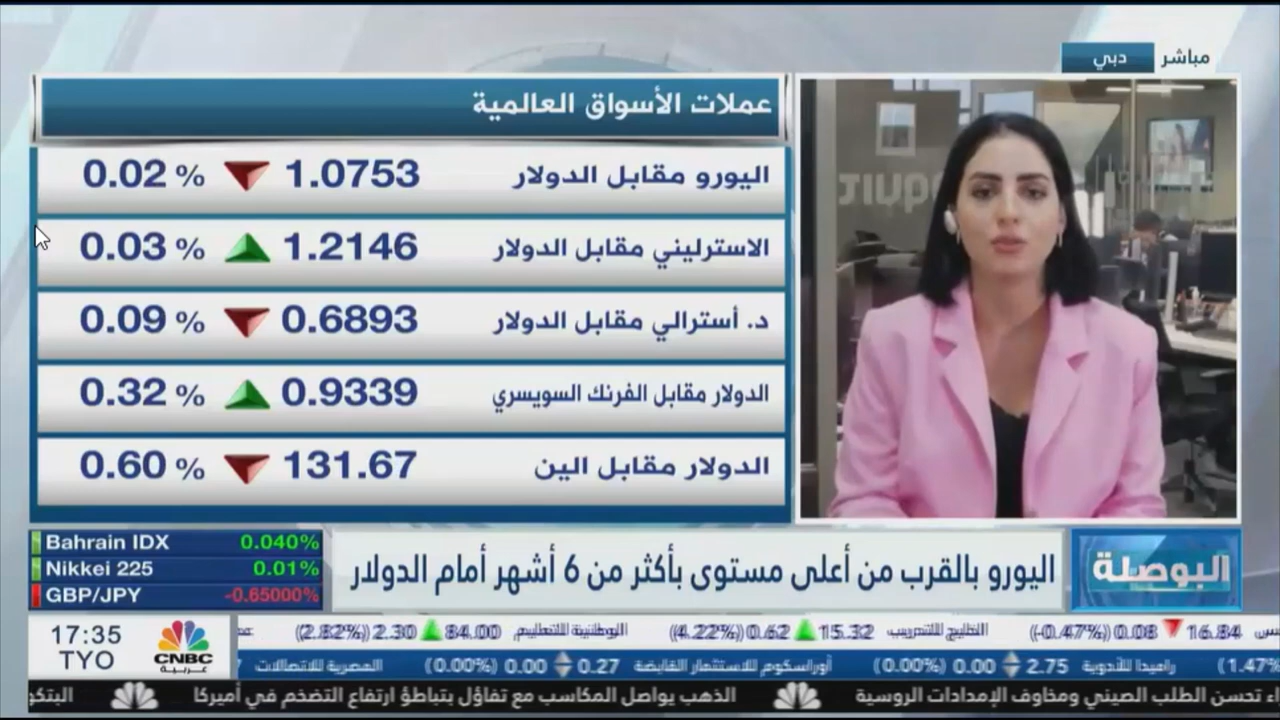 مباشر دبي
عملات الأسواق العالمية
اليورو مقابل الدولار 1.0753 0.02 %
الاسترليني مقابل الدولار 1.2146 0.03 %
د. أسترالي مقابل الدولار 0.6893 0.09 %
الدولار مقابل الفرنك السويسري 0.9339 0.32 %
الدولار مقابل الين 131.67 0.60 %
البوصلة
اليورو بالقرب من أعلى مستوى بأكثر من 6 أشهر أمام الدولار
Bahrain IDX 0.040%
Nikkei 225 0.01%
GBP/JPY -0.65000%
17:35
TYO
CNBC
عربية
16.84 0.08 (-0.47%) الخليج للتدريب 15.32 0.62 (4.22%) الوطنية للتعليم 84.00 2.30 (2.82%)
(1.47% راميدا للأدوية 2.75 0.00 (0.00%) أوراسكوم للاستثمار القابضة 0.27 0.00 (0.00%) المصرية للاتصالات
تحسن الطلب الصيني ومخاوف الإمدادات الروسية الذهب يواصل المكاسب مع تفاؤل بتباطؤ ارتفاع التضخم في أميركا